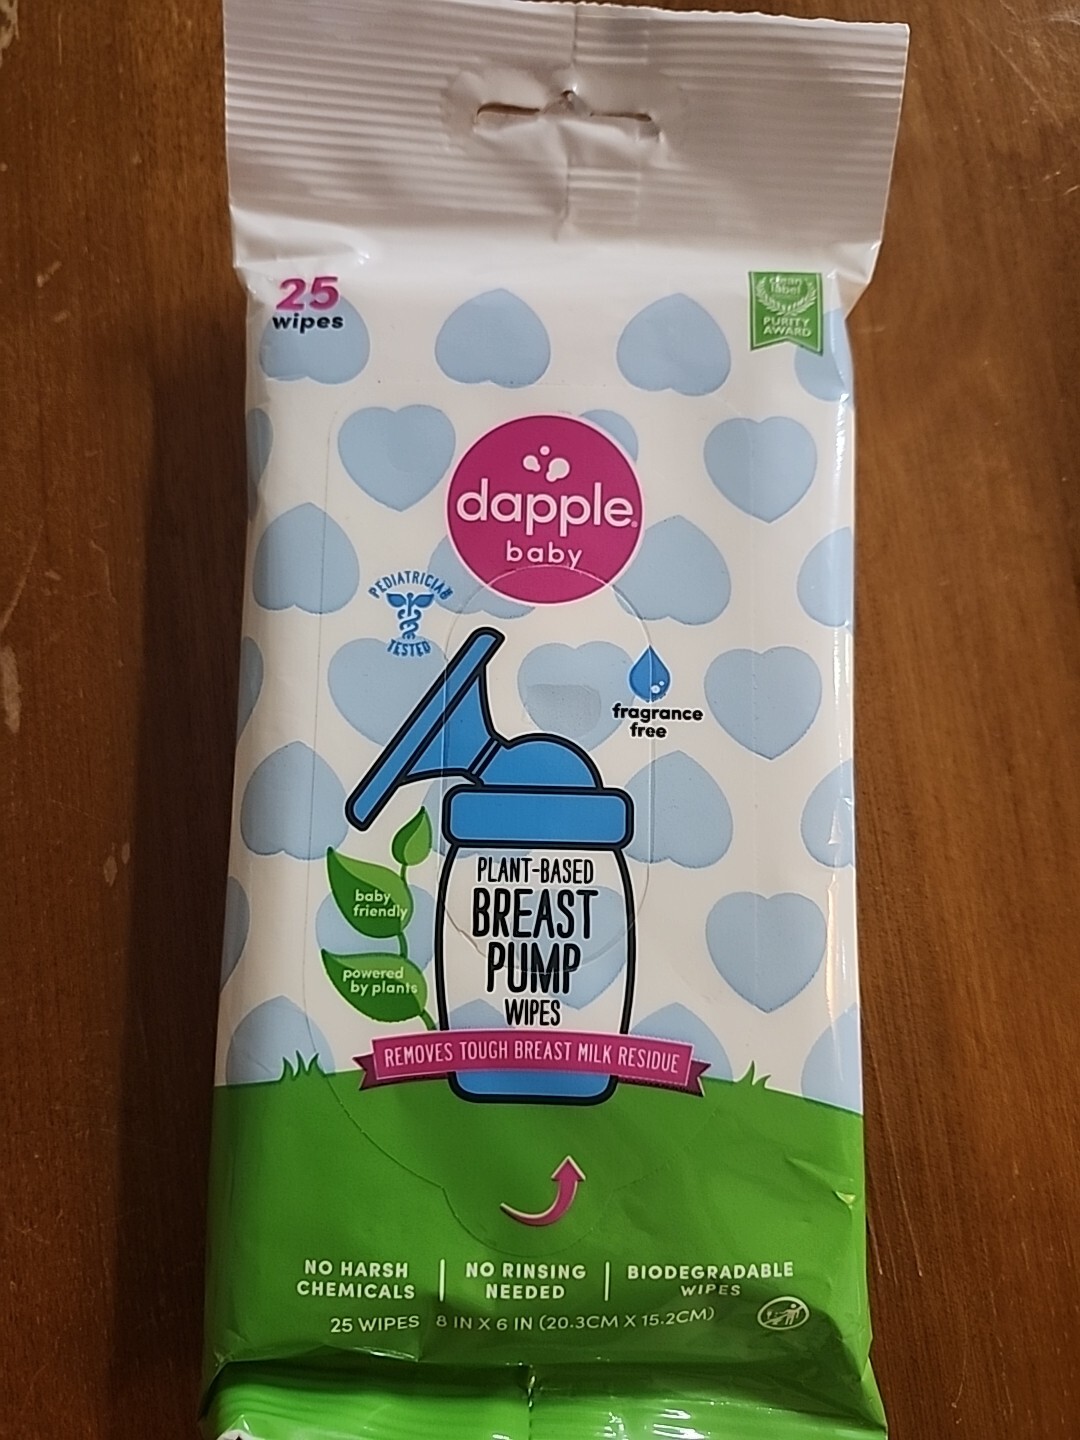 25
wipes
clean
label
PURITY
AWARD
dapple®
baby
PEDIATRICIAN
TESTED
fragrance
free
PLANT-BASED
BREAST
PUMP
WIPES
baby
friendly
powered
by plants
REMOVES TOUGH BREAST MILK RESIDUE
NO HARSH
CHEMICALS
NO RINSING
NEEDED
BIODEGRADABLE
WIPES
25 WIPES 8 IN X 6 IN (20.3CM X 15.2CM)